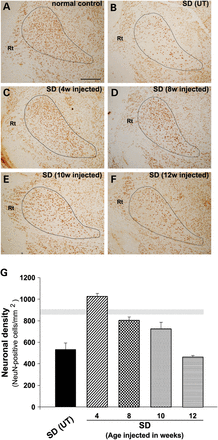 A normal control
B SD (UT)
Rt
C SD (4w injected)
D SD (8w injected)
Rt
Rt
E SD (10w injected)
F SD (12w injected)
Rt
Rt
G
Neuronal density
(NeuN-positive cells/mm 2)
1200
1000
800
600
400
200
0
SD (UT)
4 8 10 12
SD
(Age injected in weeks)